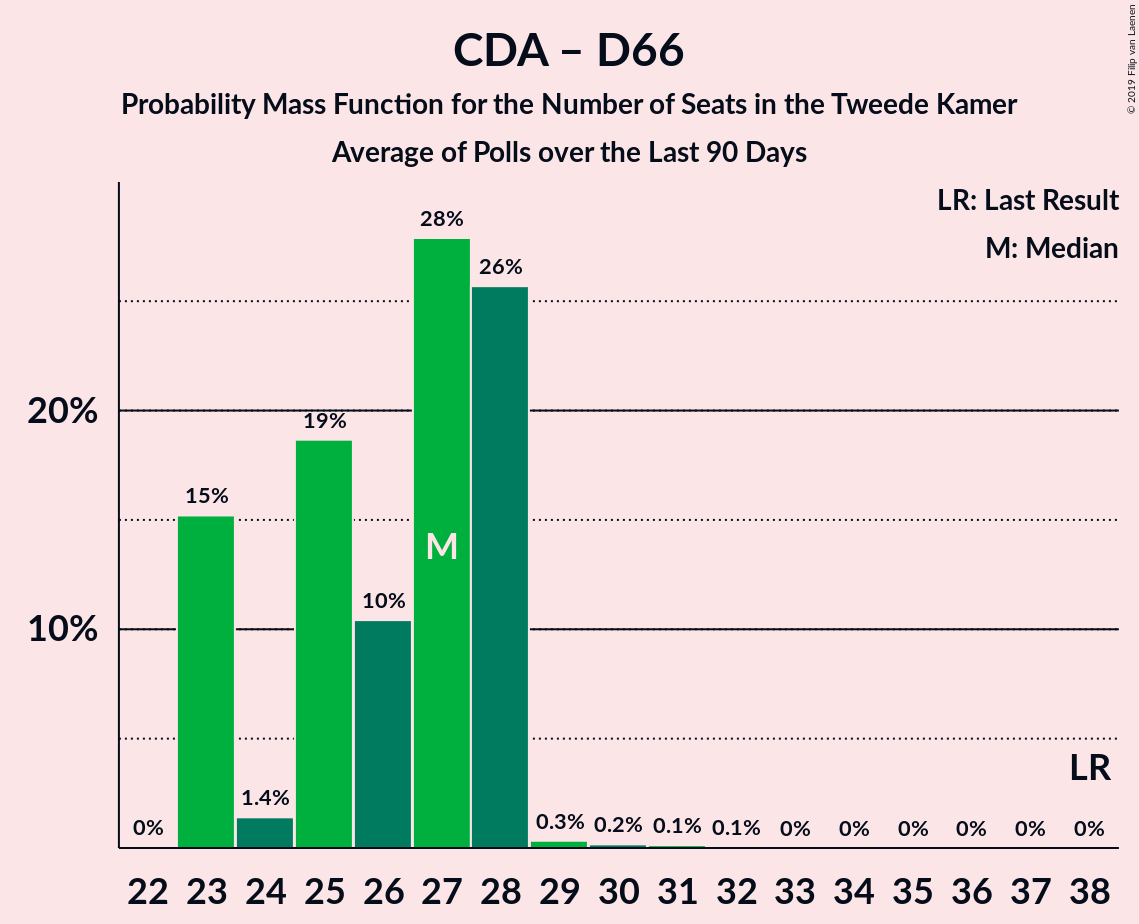 CDA – D66
Probability Mass Function for the Number of Seats in the Tweede Kamer
Average of Polls over the Last 90 Days
© 2019 Filip van Laenen
LR: Last Result
M: Median
28%
26%
20%
19%
15%
M
10%
10%
LR
1.4%
0%
0.3%
0.2%
0.1%
0.1%
0%
0%
0%
0%
0%
0%
22 23 24 25 26 27 28 29 30 31 32 33 34 35 36 37 38